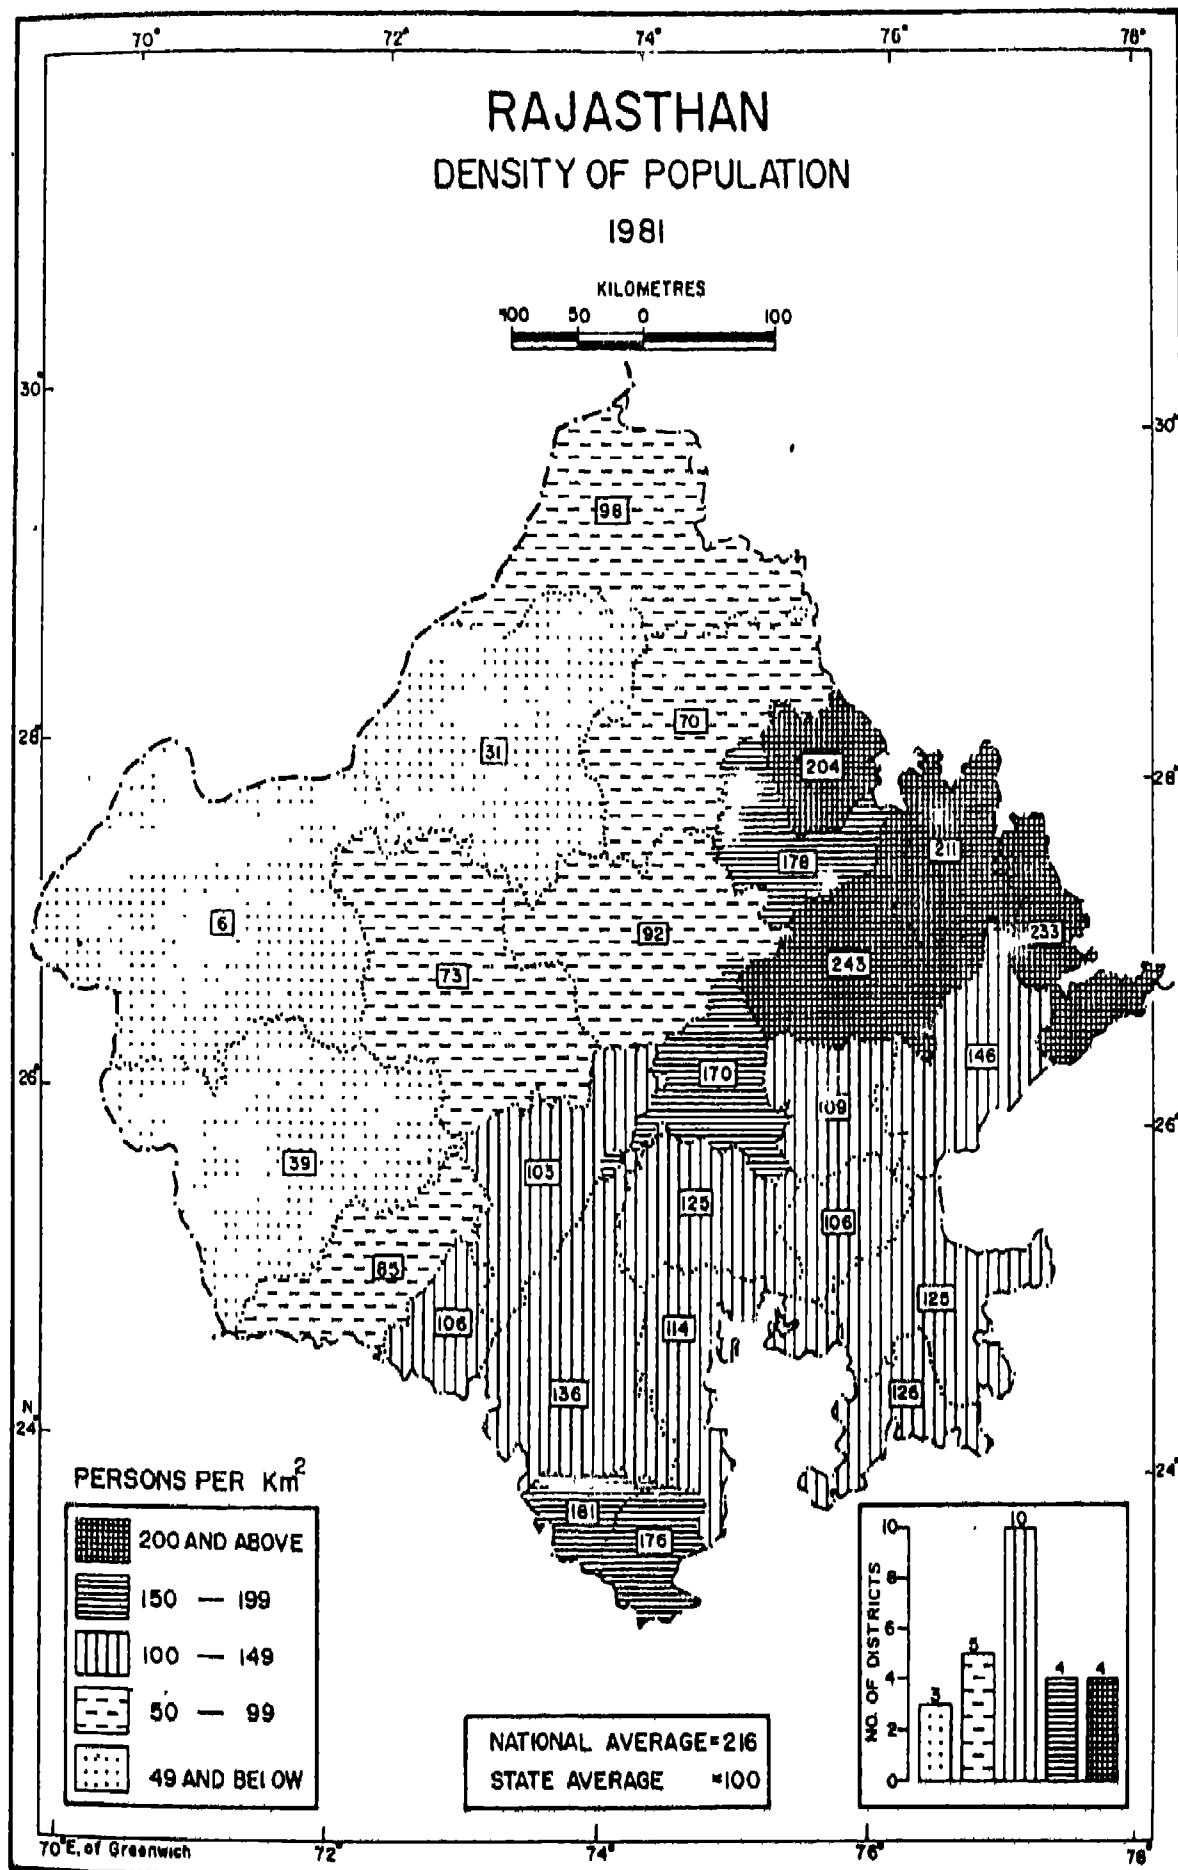 70° 72° 74° 76° 78°
RAJASTHAN
DENSITY OF POPULATION
1981
KILOMETRES
100 50 0 100
30° 30°
98
70
31
28° 28°
204
211
178
6
92
233
73
243
146
170
26°
109
26°
39
103
125
106
85
125
106
114
136
126
N
24°
24°
181
176
PERSONS PER Km²
200 AND ABOVE
150 — 199
100 — 149
50 — 99
49 AND BELOW
NATIONAL AVERAGE=216
STATE AVERAGE =100
NO. OF DISTRICTS
10
8
6
4
2
0
3 5 10 4 4
70°E. of Greenwich 72° 74° 76° 78°